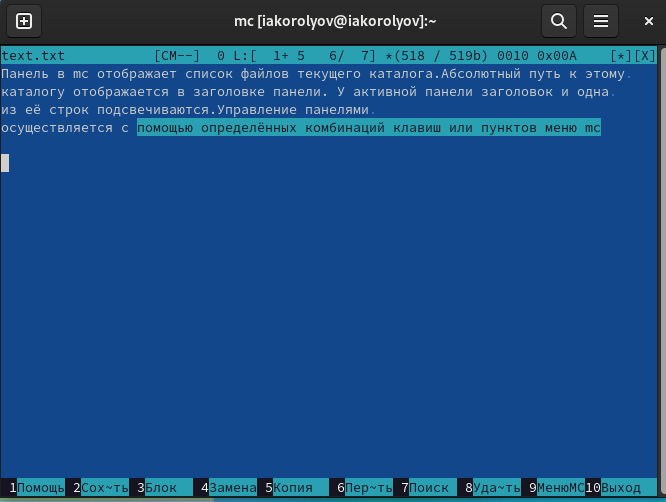 mc [iakorolyov@iakorolyov]:~
text.txt [CM--] 0 L:[ 1+ 5 6/ 7] *(518 / 519b) 0010 0x00A [*][X]
Панель в mc отображает список файлов текущего каталога.Абсолютный путь к этому.
каталогу отображается в заголовке панели. У активной панели заголовок и одна.
из её строк подсвечиваются.Управление панелями.
осуществляется с помощью определённых комбинаций клавиш или пунктов меню mc
1Помощь 2Сох~ть 3Блок 4Замена 5Копия 6Пер~ть 7Поиск 8Уда~ть 9МенюMC 10Выход